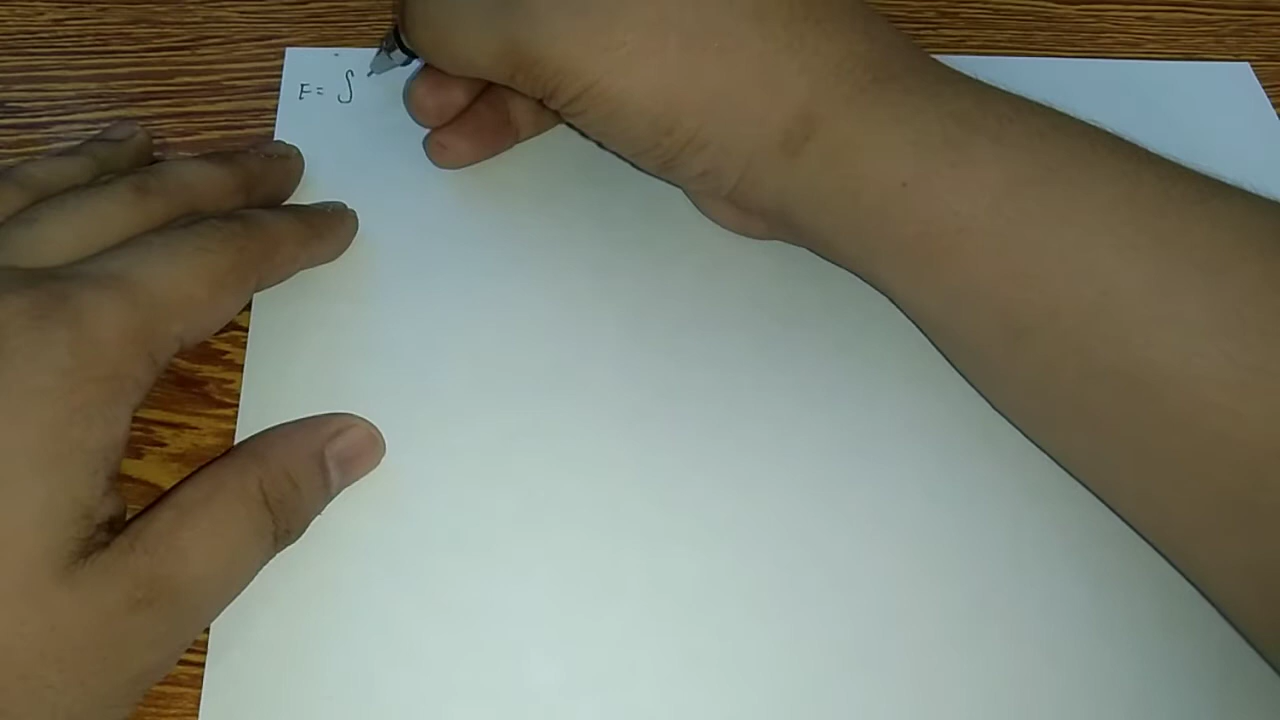 E = ∫